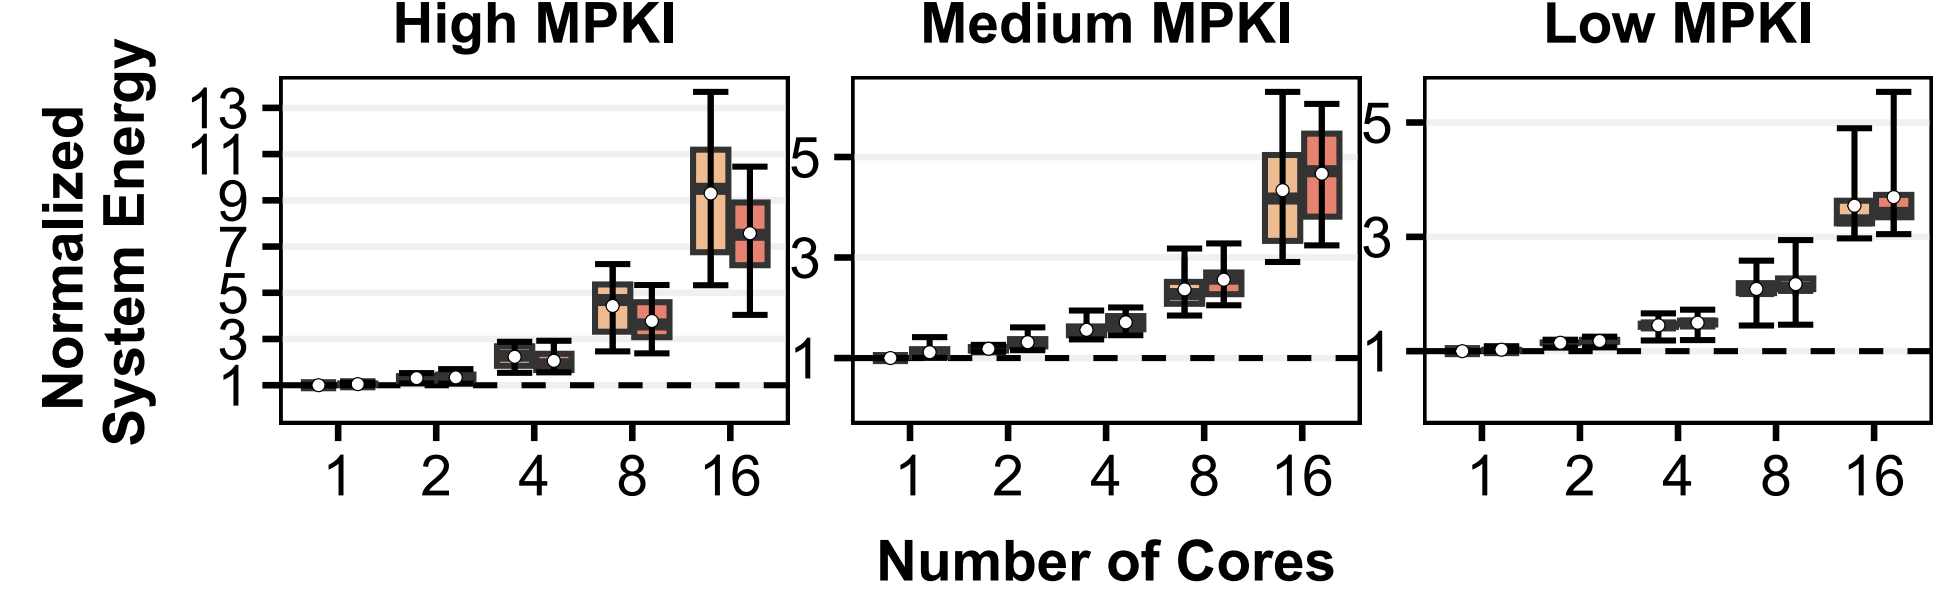 High MPKI
Medium MPKI
Low MPKI
Normalized
System Energy
13
11
9
7
5
3
1
5
3
1
5
3
1
1 2 4 8 16
1 2 4 8 16
1 2 4 8 16
Number of Cores